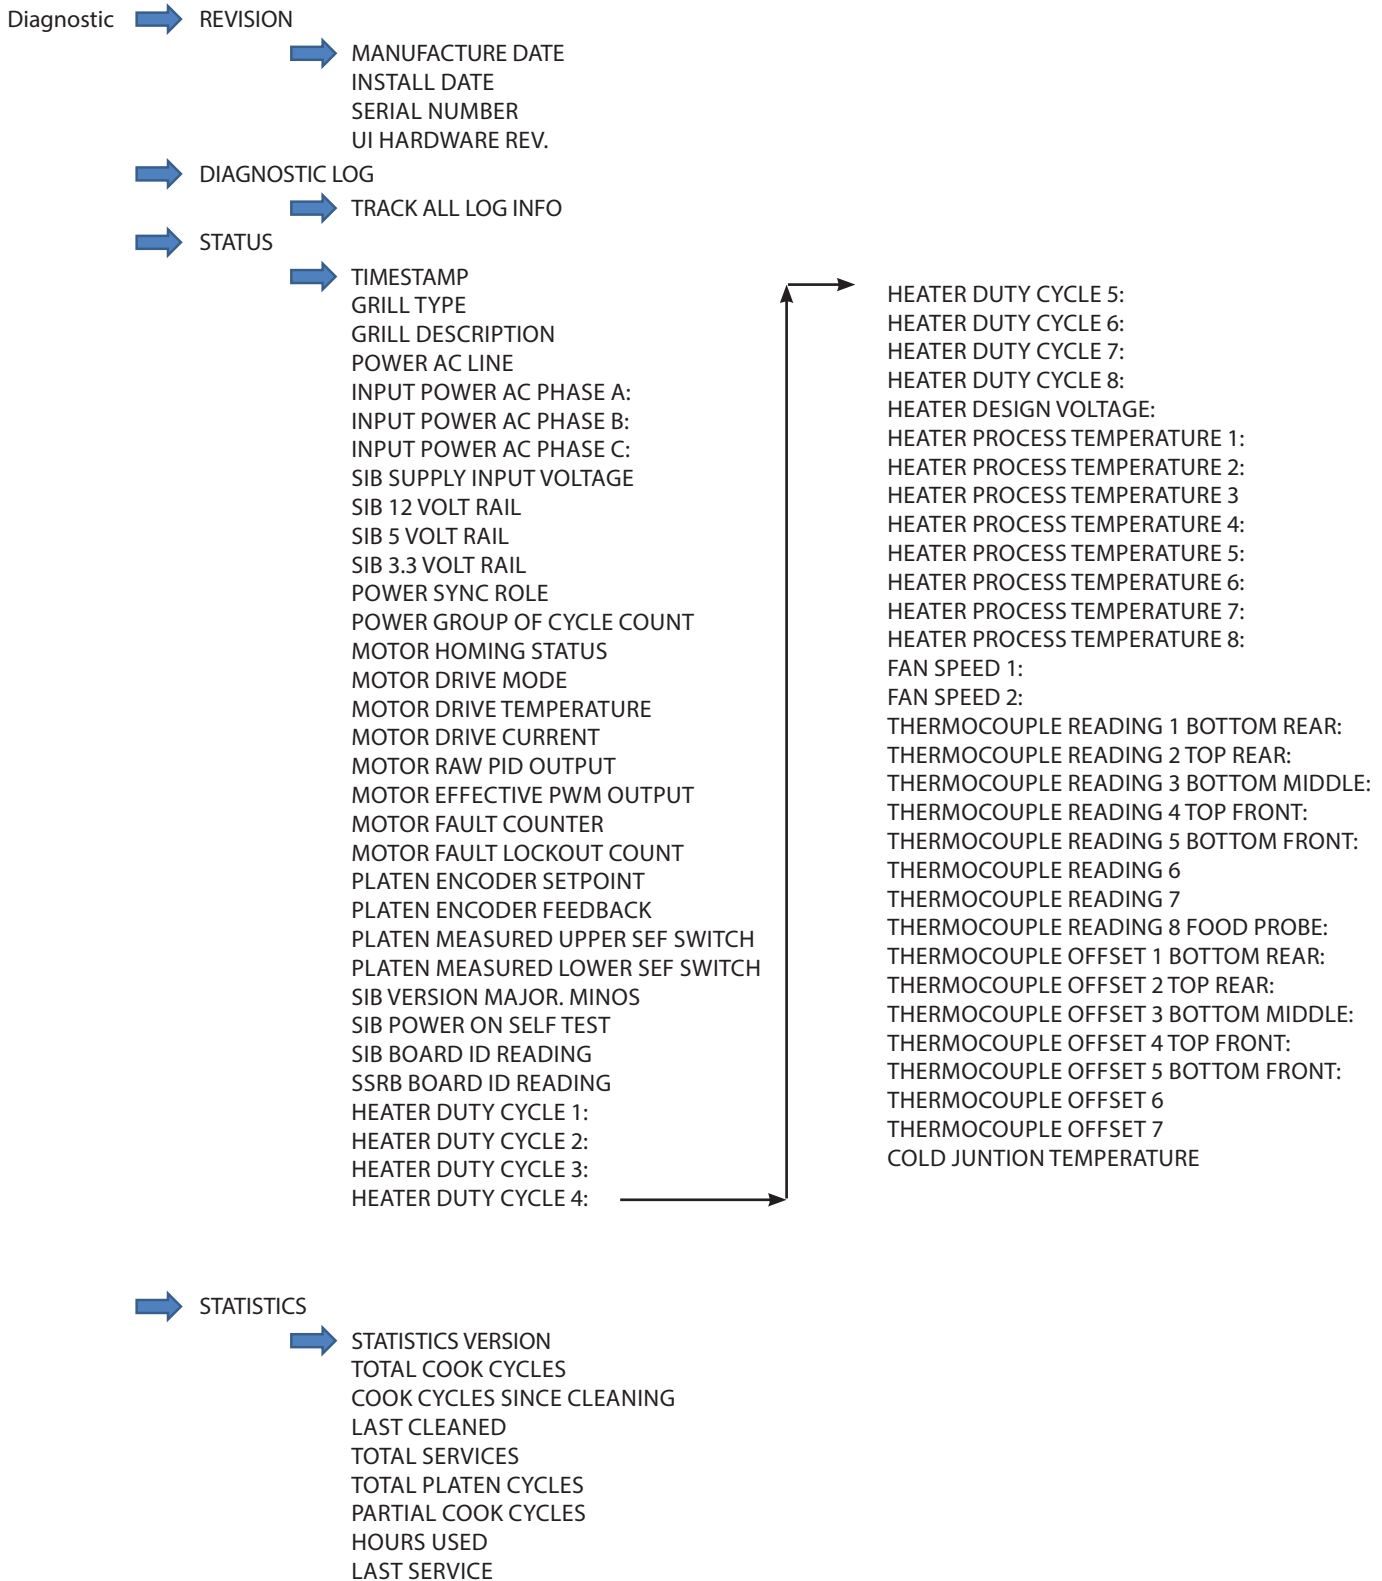 Diagnostic REVISION
MANUFACTURE DATE
INSTALL DATE
SERIAL NUMBER
UI HARDWARE REV.
DIAGNOSTIC LOG
TRACK ALL LOG INFO
STATUS
TIMESTAMP
GRILL TYPE
GRILL DESCRIPTION
POWER AC LINE
INPUT POWER AC PHASE A:
INPUT POWER AC PHASE B:
INPUT POWER AC PHASE C:
SIB SUPPLY INPUT VOLTAGE
SIB 12 VOLT RAIL
SIB 5 VOLT RAIL
SIB 3.3 VOLT RAIL
POWER SYNC ROLE
POWER GROUP OF CYCLE COUNT
MOTOR HOMING STATUS
MOTOR DRIVE MODE
MOTOR DRIVE TEMPERATURE
MOTOR DRIVE CURRENT
MOTOR RAW PID OUTPUT
MOTOR EFFECTIVE PWM OUTPUT
MOTOR FAULT COUNTER
MOTOR FAULT LOCKOUT COUNT
PLATEN ENCODER SETPOINT
PLATEN ENCODER FEEDBACK
PLATEN MEASURED UPPER SEF SWITCH
PLATEN MEASURED LOWER SEF SWITCH
SIB VERSION MAJOR. MINOS
SIB POWER ON SELF TEST
SIB BOARD ID READING
SSRB BOARD ID READING
HEATER DUTY CYCLE 1:
HEATER DUTY CYCLE 2:
HEATER DUTY CYCLE 3:
HEATER DUTY CYCLE 4:
HEATER DUTY CYCLE 5:
HEATER DUTY CYCLE 6:
HEATER DUTY CYCLE 7:
HEATER DUTY CYCLE 8:
HEATER DESIGN VOLTAGE:
HEATER PROCESS TEMPERATURE 1:
HEATER PROCESS TEMPERATURE 2:
HEATER PROCESS TEMPERATURE 3
HEATER PROCESS TEMPERATURE 4:
HEATER PROCESS TEMPERATURE 5:
HEATER PROCESS TEMPERATURE 6:
HEATER PROCESS TEMPERATURE 7:
HEATER PROCESS TEMPERATURE 8:
FAN SPEED 1:
FAN SPEED 2:
THERMOCOUPLE READING 1 BOTTOM REAR:
THERMOCOUPLE READING 2 TOP REAR:
THERMOCOUPLE READING 3 BOTTOM MIDDLE:
THERMOCOUPLE READING 4 TOP FRONT:
THERMOCOUPLE READING 5 BOTTOM FRONT:
THERMOCOUPLE READING 6
THERMOCOUPLE READING 7
THERMOCOUPLE READING 8 FOOD PROBE:
THERMOCOUPLE OFFSET 1 BOTTOM REAR:
THERMOCOUPLE OFFSET 2 TOP REAR:
THERMOCOUPLE OFFSET 3 BOTTOM MIDDLE:
THERMOCOUPLE OFFSET 4 TOP FRONT:
THERMOCOUPLE OFFSET 5 BOTTOM FRONT:
THERMOCOUPLE OFFSET 6
THERMOCOUPLE OFFSET 7
COLD JUNTION TEMPERATURE
STATISTICS
STATISTICS VERSION
TOTAL COOK CYCLES
COOK CYCLES SINCE CLEANING
LAST CLEANED
TOTAL SERVICES
TOTAL PLATEN CYCLES
PARTIAL COOK CYCLES
HOURS USED
LAST SERVICE